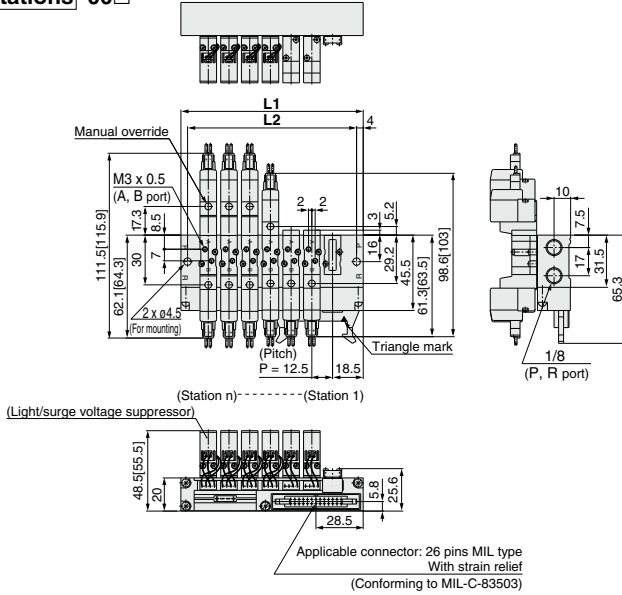 L1
L2
4
Manual override
M3 x 0.5
(A, B port)
2
2
5.2
3
10
7.5
17.3
8.5
111.5[115.9]
30
7
16
29.2
45.5
61.3[63.5]
98.6[103]
17
31.5
65.3
62.1[64.3]
2 x ø4.5
(For mounting)
Triangle mark
(Pitch)
P = 12.5
18.5
1/8
(P, R port)
(Station n)
(Station 1)
(Light/surge voltage suppressor)
48.5[55.5]
20
5.8
25.6
28.5
Applicable connector: 26 pins MIL type
With strain relief
(Conforming to MIL-C-83503)